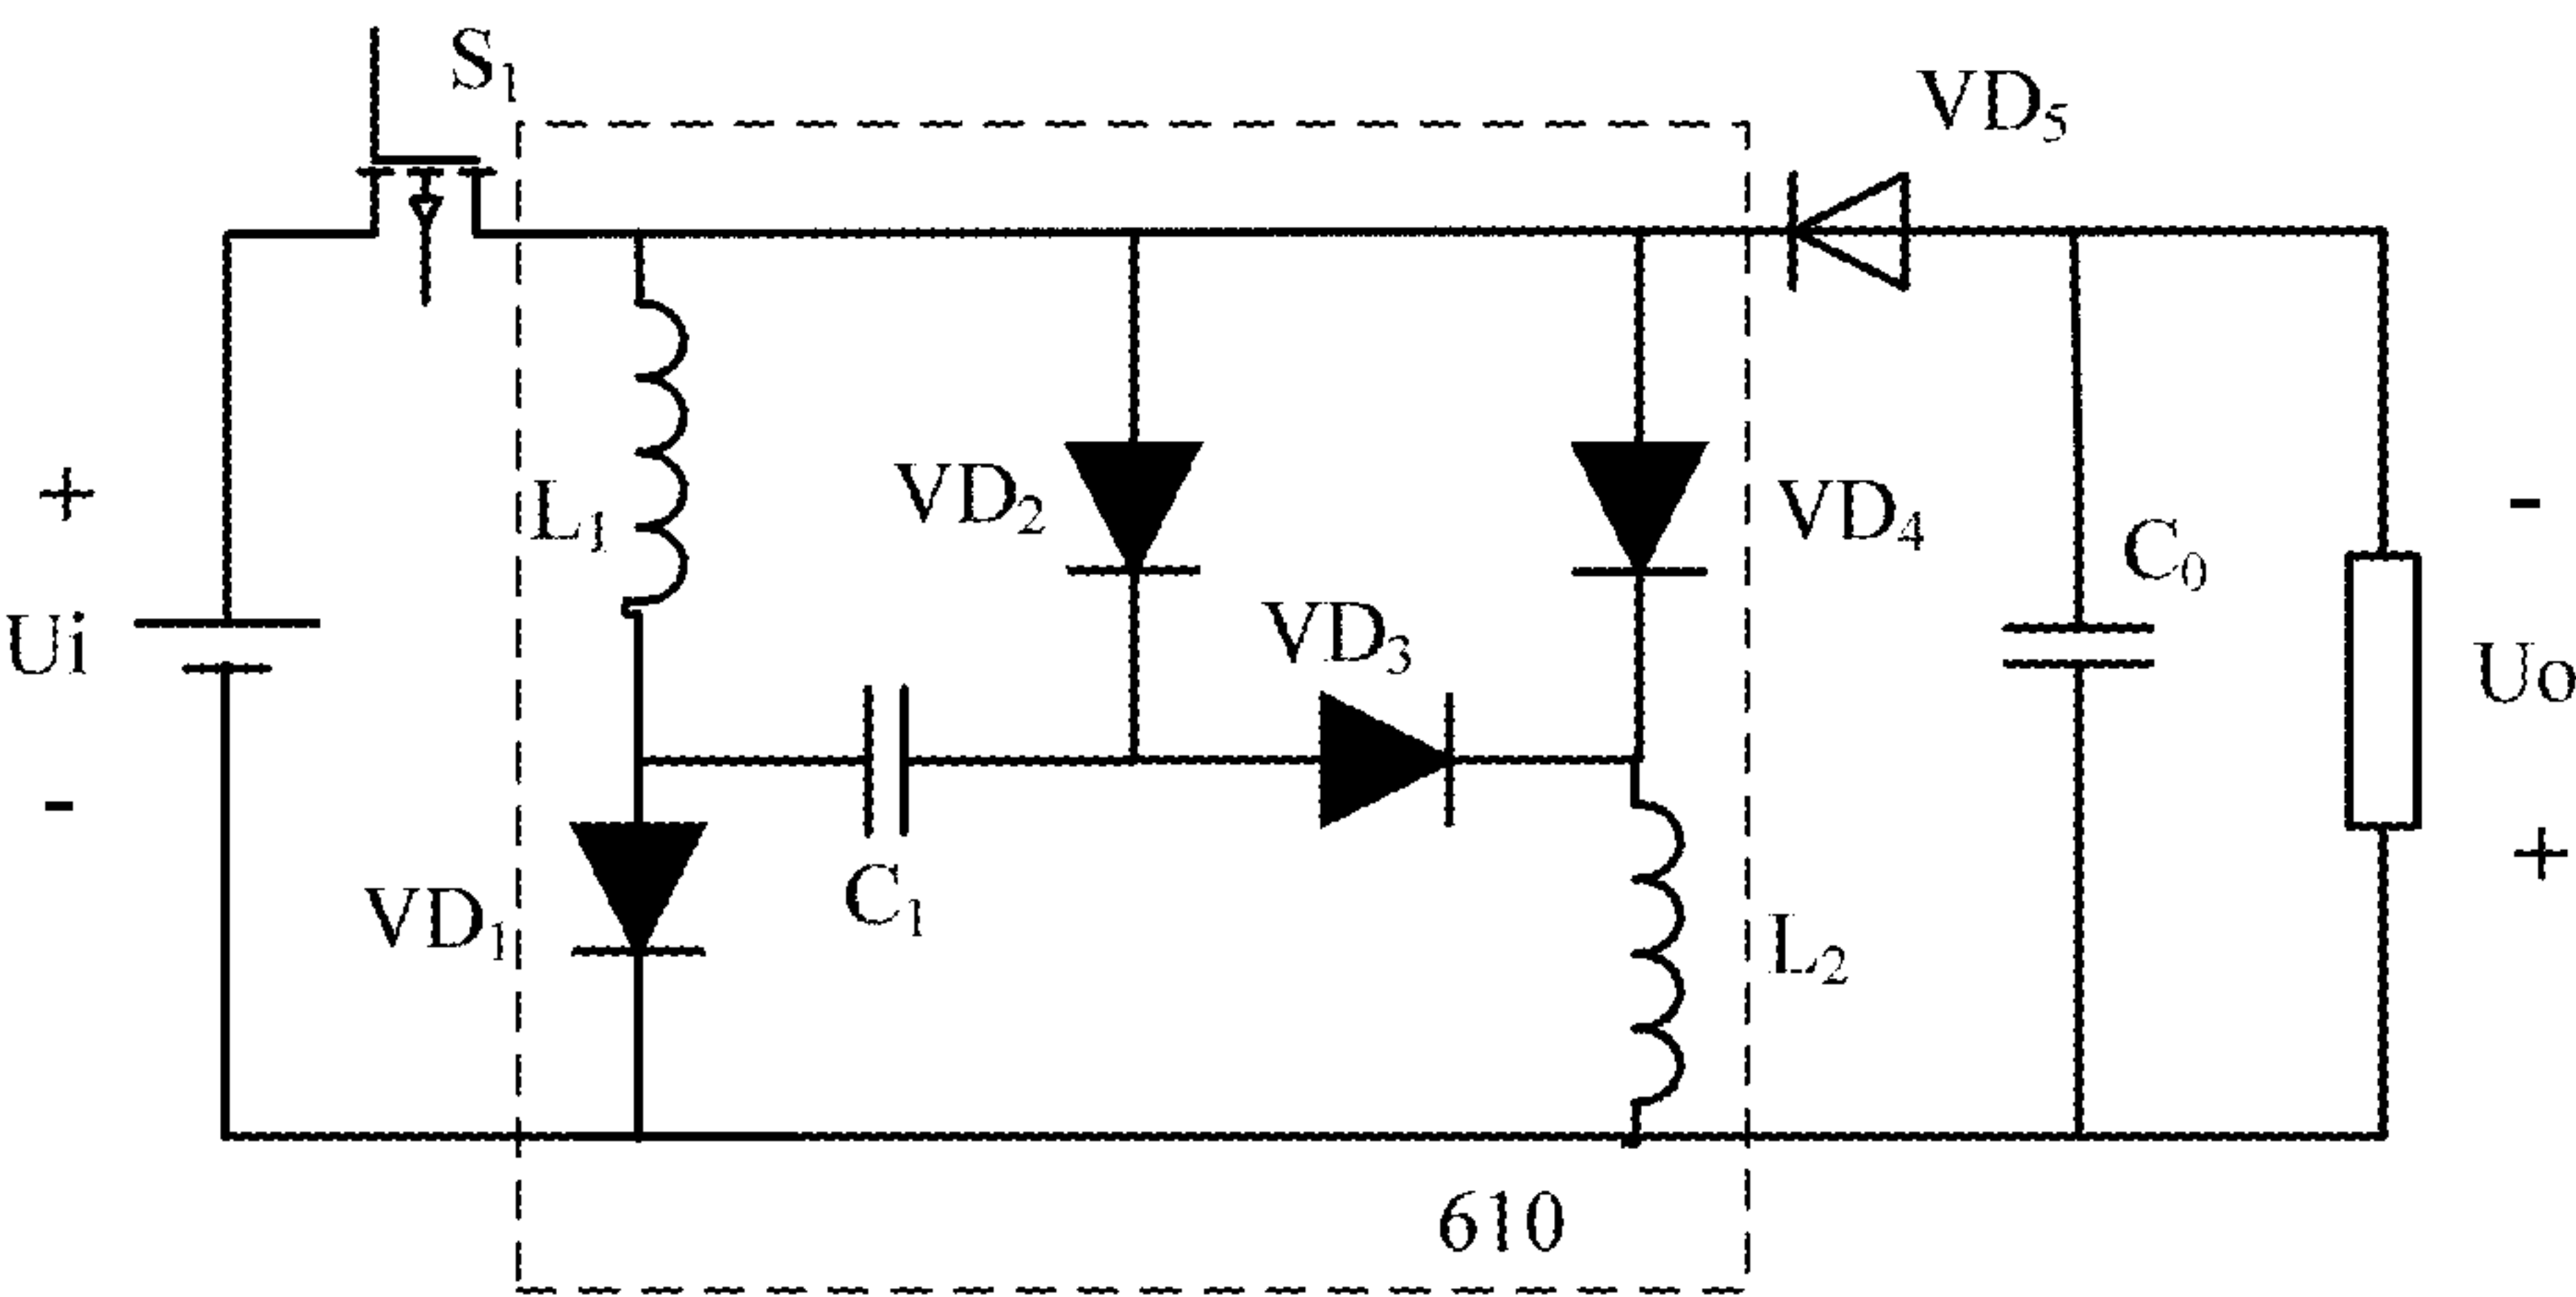 S₁
VD₅
+
-
L₁
VD₂
VD₄
C₀
VD₃
Ui
Uo
-
+
VD₁
C₁
L₂
610